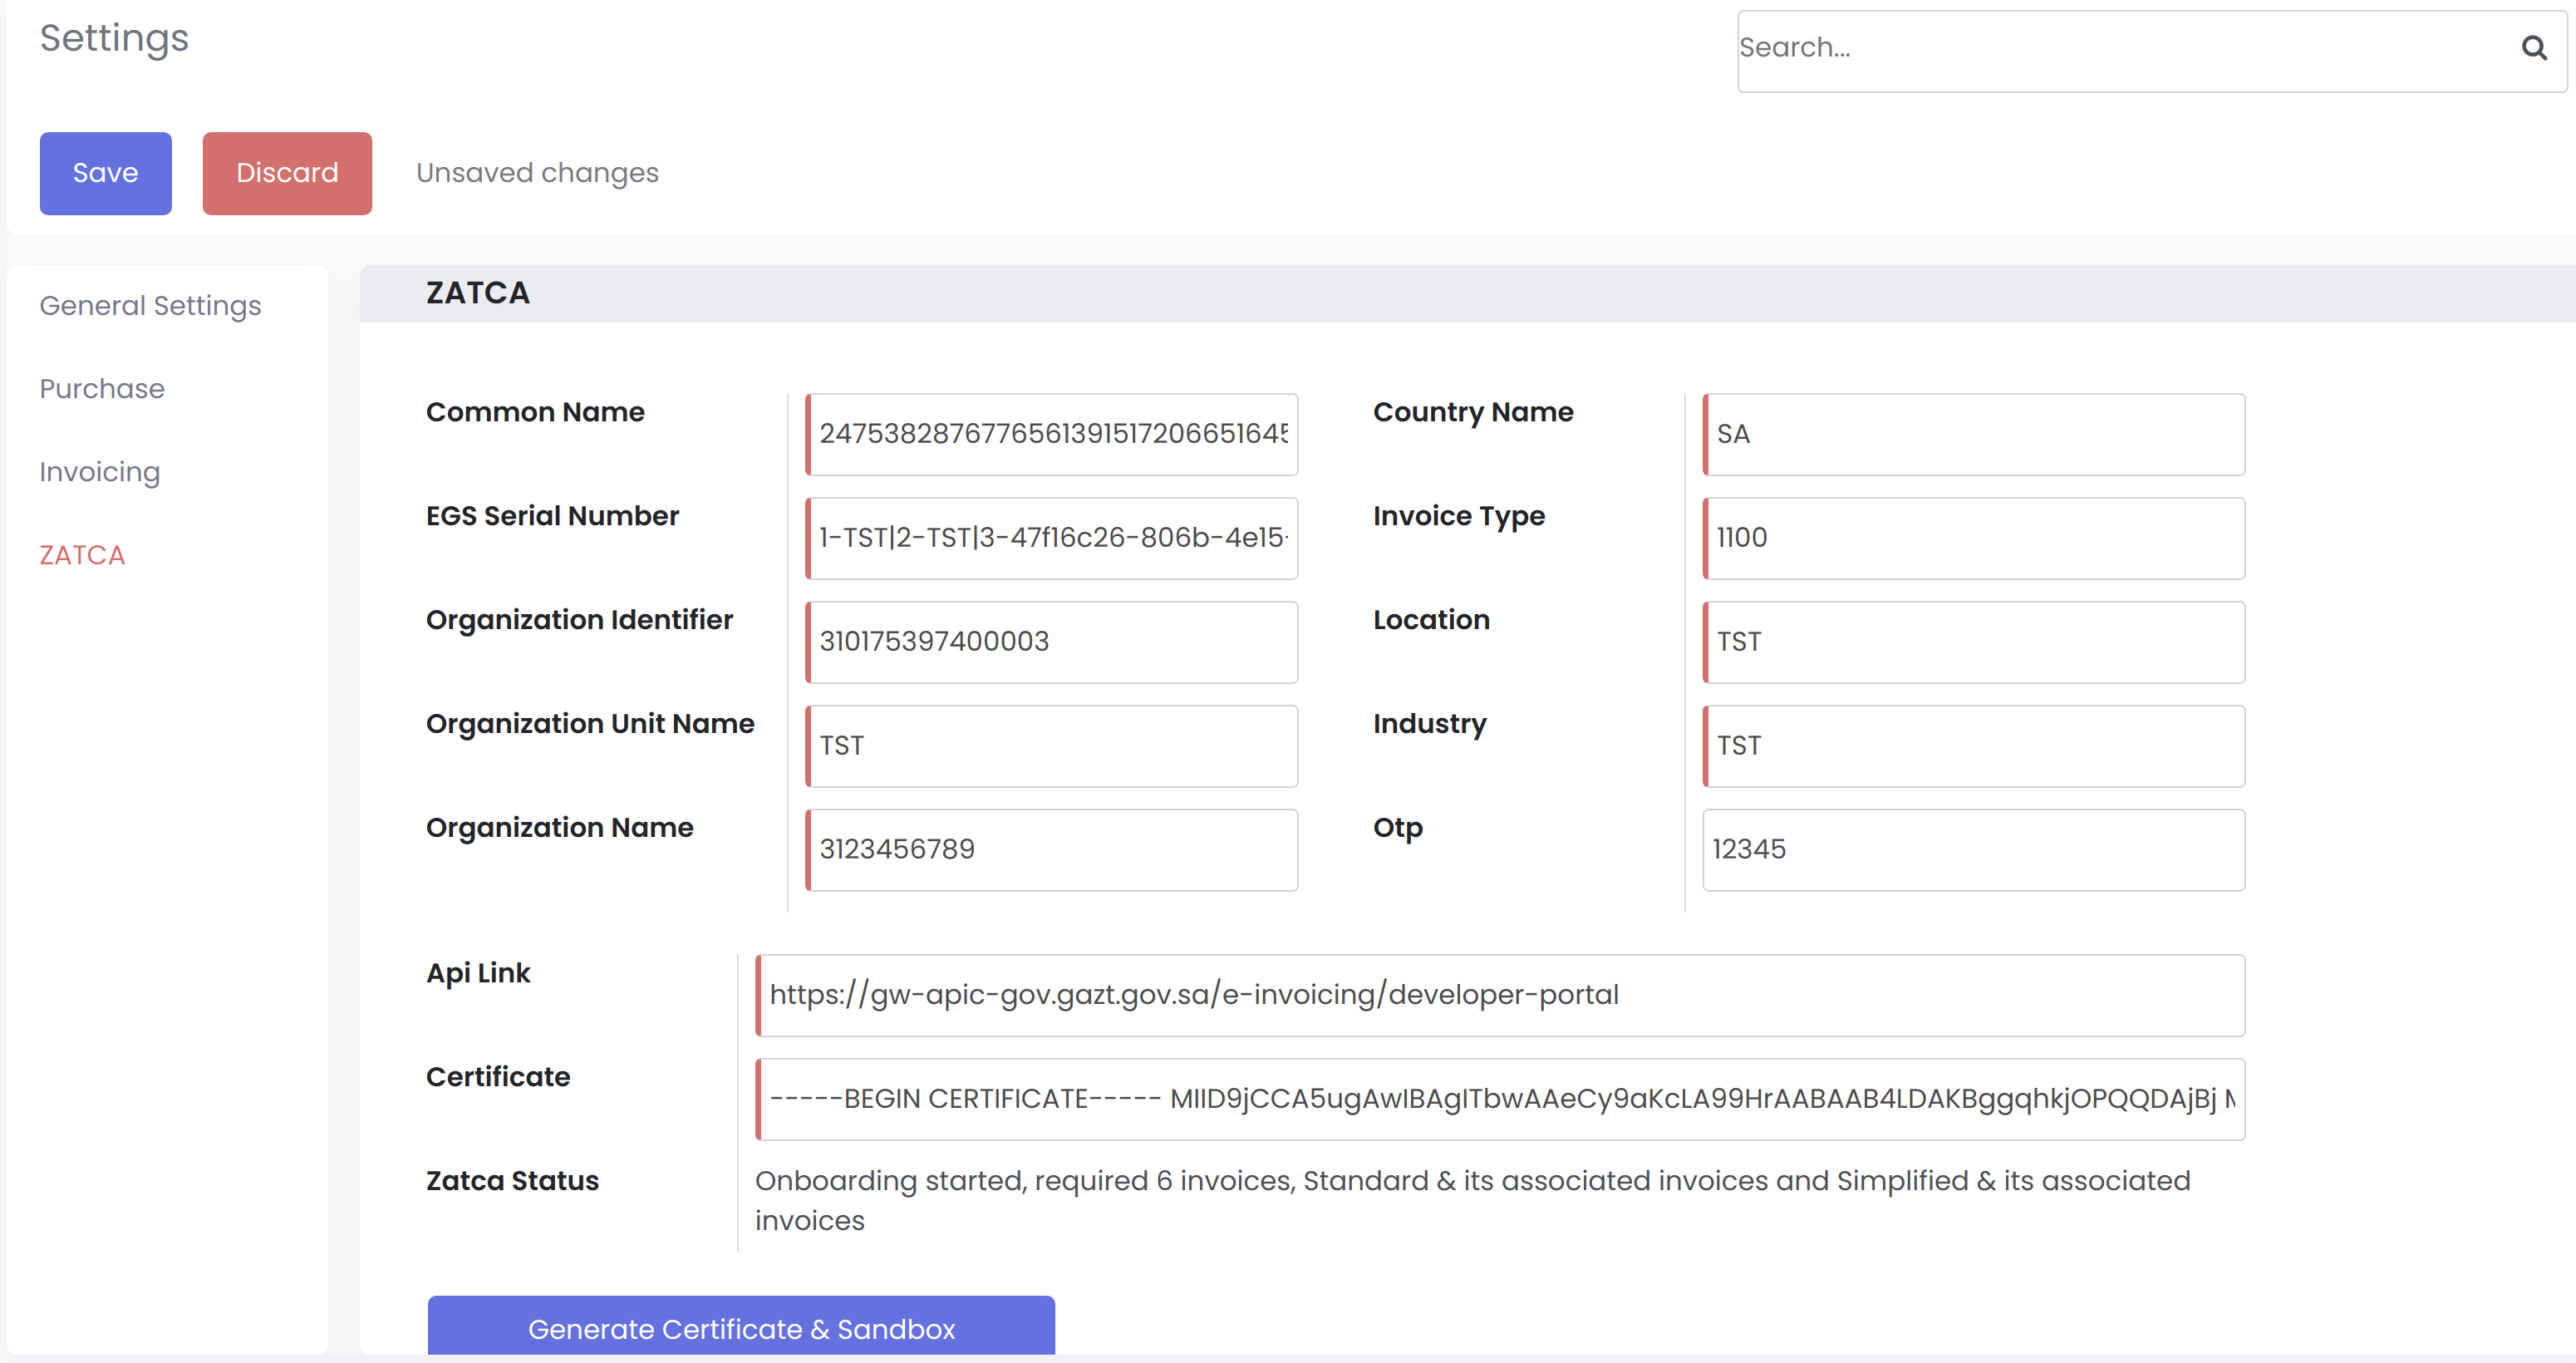 Settings
Search...
Save
Discard
Unsaved changes
General Settings
Purchase
Invoicing
ZATCA
ZATCA
Common Name
2475382876776561391517206651645
Country Name
SA
EGS Serial Number
1-TST|2-TST|3-47f16c26-806b-4e15-
Invoice Type
1100
Organization Identifier
310175397400003
Location
TST
Organization Unit Name
TST
Industry
TST
Organization Name
3123456789
Otp
12345
Api Link
https://gw-apic-gov.gazt.gov.sa/e-invoicing/developer-portal
Certificate
-----BEGIN CERTIFICATE----- MIID9jCCA5ugAwIBAgITbwAAeCy9aKcLA99HrAABAAB4LDAKBggqhkjOPQQDAjBj M
Zatca Status
Onboarding started, required 6 invoices, Standard & its associated invoices and Simplified & its associated
invoices
Generate Certificate & Sandbox